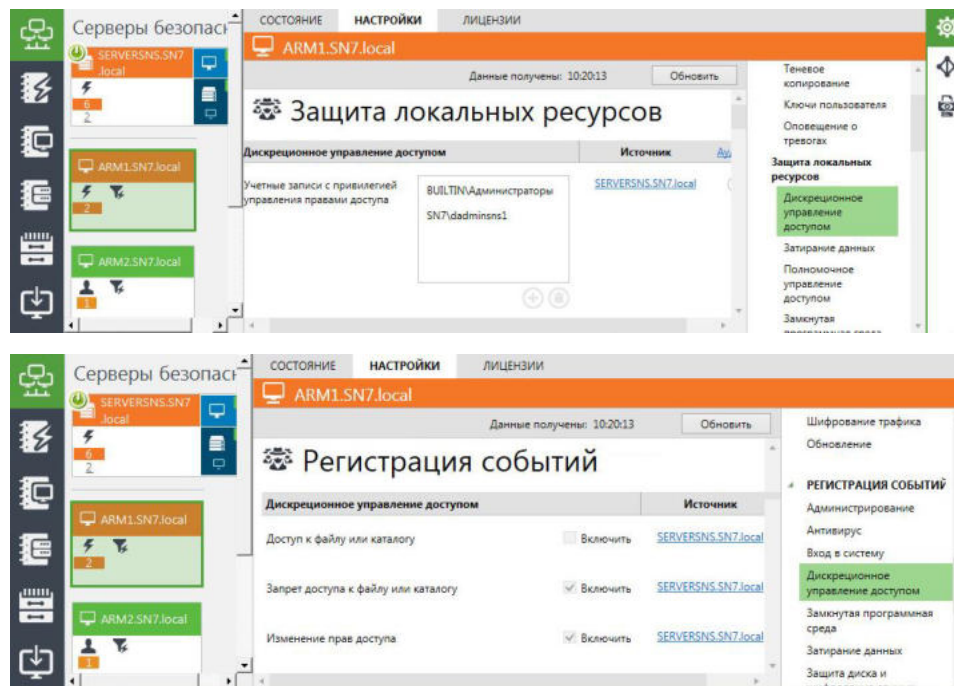 Серверы безопасн
SERVERSNS.SN7
.local
6
2
ARM1.SN7.local
2
ARM2.SN7.local
1
СОСТОЯНИЕ НАСТРОЙКИ ЛИЦЕНЗИИ
ARM1.SN7.local
Данные получены: 10:20:13 Обновить
Защита локальных ресурсов
Дискреционное управление доступом Источник
Учетные записи с привилегией
управления правами доступа
BUILTIN\Администраторы
SN7\dadminsns1
SERVERSNS.SN7.local
Теневое
копирование
Ключи пользователя
Оповещение о
тревогах
Защита локальных
ресурсов
Дискреционное
управление
доступом
Затирание данных
Полномочное
управление
доступом
Замкнутая
программная среда
Серверы безопасн
SERVERSNS.SN7
.local
6
2
ARM1.SN7.local
2
ARM2.SN7.local
1
СОСТОЯНИЕ НАСТРОЙКИ ЛИЦЕНЗИИ
ARM1.SN7.local
Данные получены: 10:20:13 Обновить
Регистрация событий
Дискреционное управление доступом Источник
Доступ к файлу или каталогу Включить SERVERSNS.SN7.local
Запрет доступа к файлу или каталогу Включить SERVERSNS.SN7.local
Изменение прав доступа Включить SERVERSNS.SN7.local
Шифрование трафика
Обновление
РЕГИСТРАЦИЯ СОБЫТИЙ
Администрирование
Антивирус
Вход в систему
Дискреционное
управление доступом
Замкнутая программная
среда
Затирание данных
Защита диска и